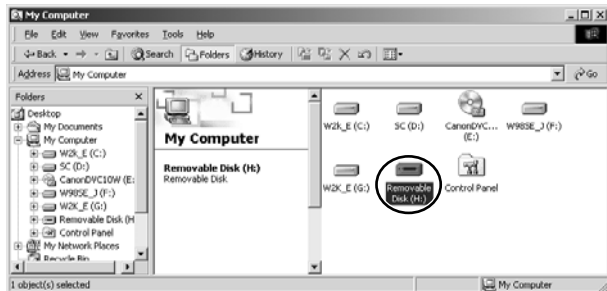 My Computer
File Edit View Favorites Tools Help
Back Search Folders History
Address My Computer Go
Folders
Desktop
My Documents
My Computer
W2K_E (C:)
SC (D:)
CanonDVC10W (E:
W98SE_J (F:)
W2K_E (G:)
Removable Disk (H
Control Panel
My Network Places
Recycle Bin
My Computer
Removable Disk (H:)
Removable Disk
W2K_E (C:) SC (D:) CanonDVC... W98SE_J (F:)
(E:)
W2K_E (G:) Removable Control Panel
Disk (H:)
1 object(s) selected My Computer